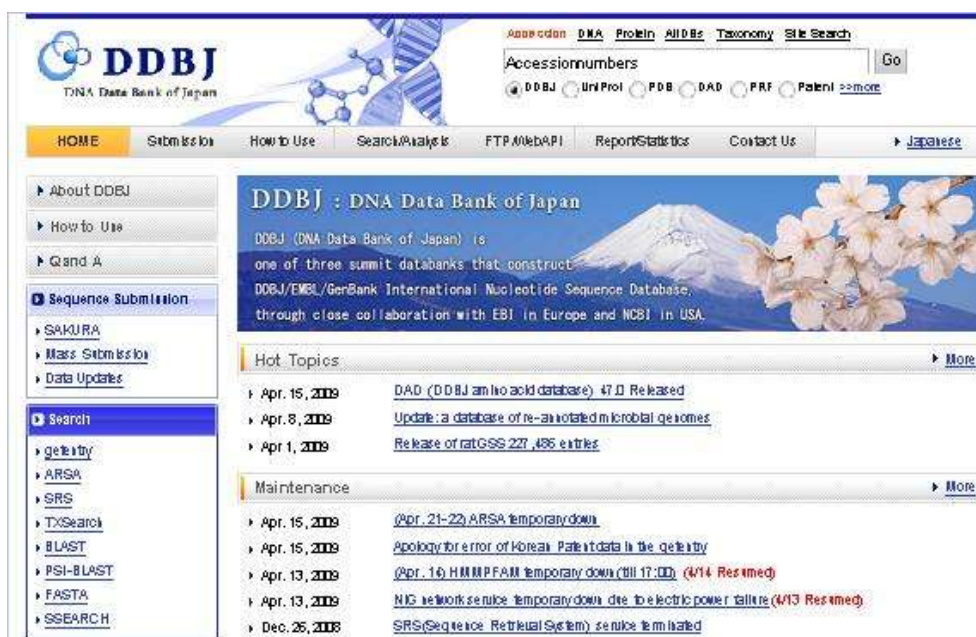 DDBJ
DNA Data Bank of Japan
Accession DNA Protein All DBs Taxonomy Site Search
Accessionnumbers
Go
DDBJ UniProt PDB DAD PRF Patent >>more
HOME Submission How to Use Search/Analysis FTP/WebAPI Report/Statistics Contact Us Japanese
About DDBJ
How to Use
Q and A
Sequence Submission
SAKURA
Mass Submission
Data Updates
Search
getentry
ARSA
SRS
TXSearch
BLAST
PSI-BLAST
FASTA
SSEARCH
DDBJ : DNA Data Bank of Japan
DDBJ (DNA Data Bank of Japan) is
one of three summit databanks that construct
DDBJ/EMBL/GenBank International Nucleotide Sequence Database,
through close collaboration with EBI in Europe and NCBI in USA.
Hot Topics More
Apr. 15, 2009 DAD (DDBJ amino acid database) 47.0 Released
Apr. 8, 2009 Update: a database of re-annotated microbial genomes
Apr 1, 2009 Release of rat GSS 227,486 entries
Maintenance More
Apr. 15, 2009 (Apr. 21-22) ARSA temporary down
Apr. 15, 2009 Apology for error of Korean Patent data in the getentry
Apr. 13, 2009 (Apr. 14) HMMPFAM temporary down (till 17:00) (4/14 Resumed)
Apr. 13, 2009 NIG network service temporary down due to electric power failure (4/13 Resumed)
Dec. 26, 2008 SRS(Sequence Retrieval System) service terminated